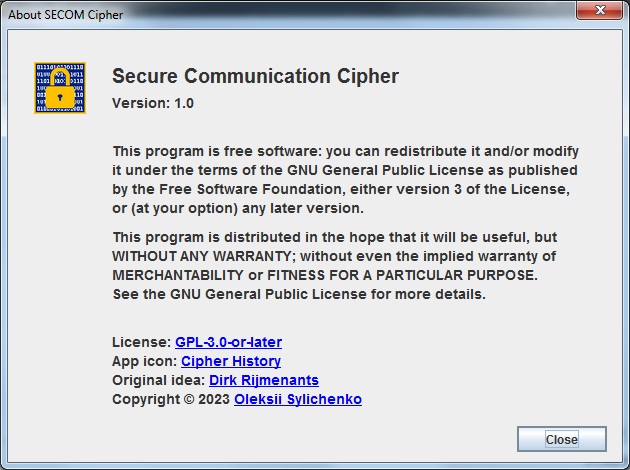 About SECOM Cipher
Secure Communication Cipher
Version: 1.0
This program is free software: you can redistribute it and/or modify
it under the terms of the GNU General Public License as published
by the Free Software Foundation, either version 3 of the License,
or (at your option) any later version.
This program is distributed in the hope that it will be useful, but
WITHOUT ANY WARRANTY; without even the implied warranty of
MERCHANTABILITY or FITNESS FOR A PARTICULAR PURPOSE.
See the GNU General Public License for more details.
License: GPL-3.0-or-later
App icon: Cipher History
Original idea: Dirk Rijmenants
Copyright © 2023 Oleksii Sylichenko
Close